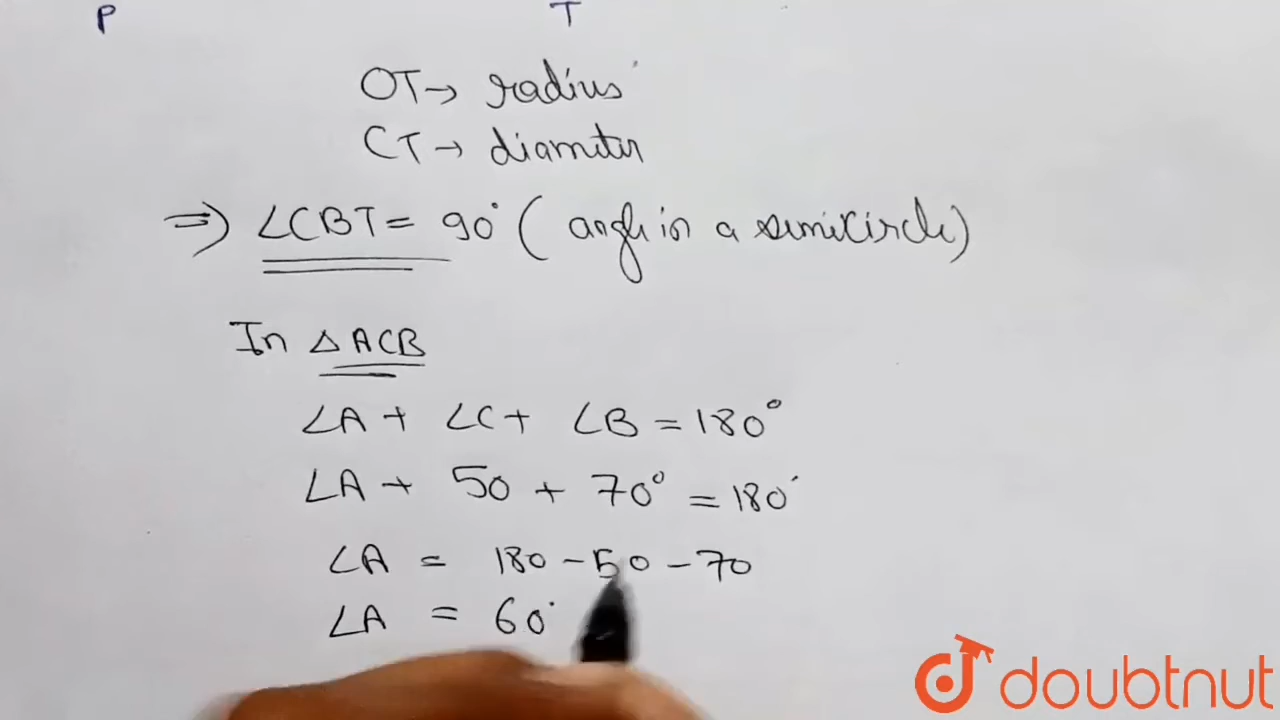 P T
OT→ radius
CT→ diameter
⇒) ∠CBT= 90° ( angle in a semicircle)
In △ACB
∠A+ ∠C+ ∠B=180°
∠A+ 50 + 70° =180°
∠A = 180 -50 -70
∠A = 60°
doubtnut